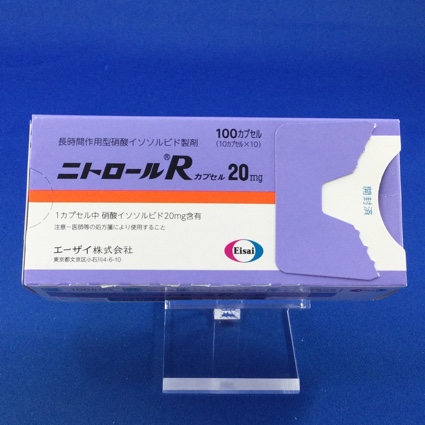 長時間作用型硝酸イソソルビド製剤
100カプセル
(10カプセル×10)
ニトロール®Rカプセル 20mg
1カプセル中 硝酸イソソルビド20mg含有
注意－医師等の処方箋により使用すること
エーザイ株式会社
東京都文京区小石川4-6-10
Eisai
開封済